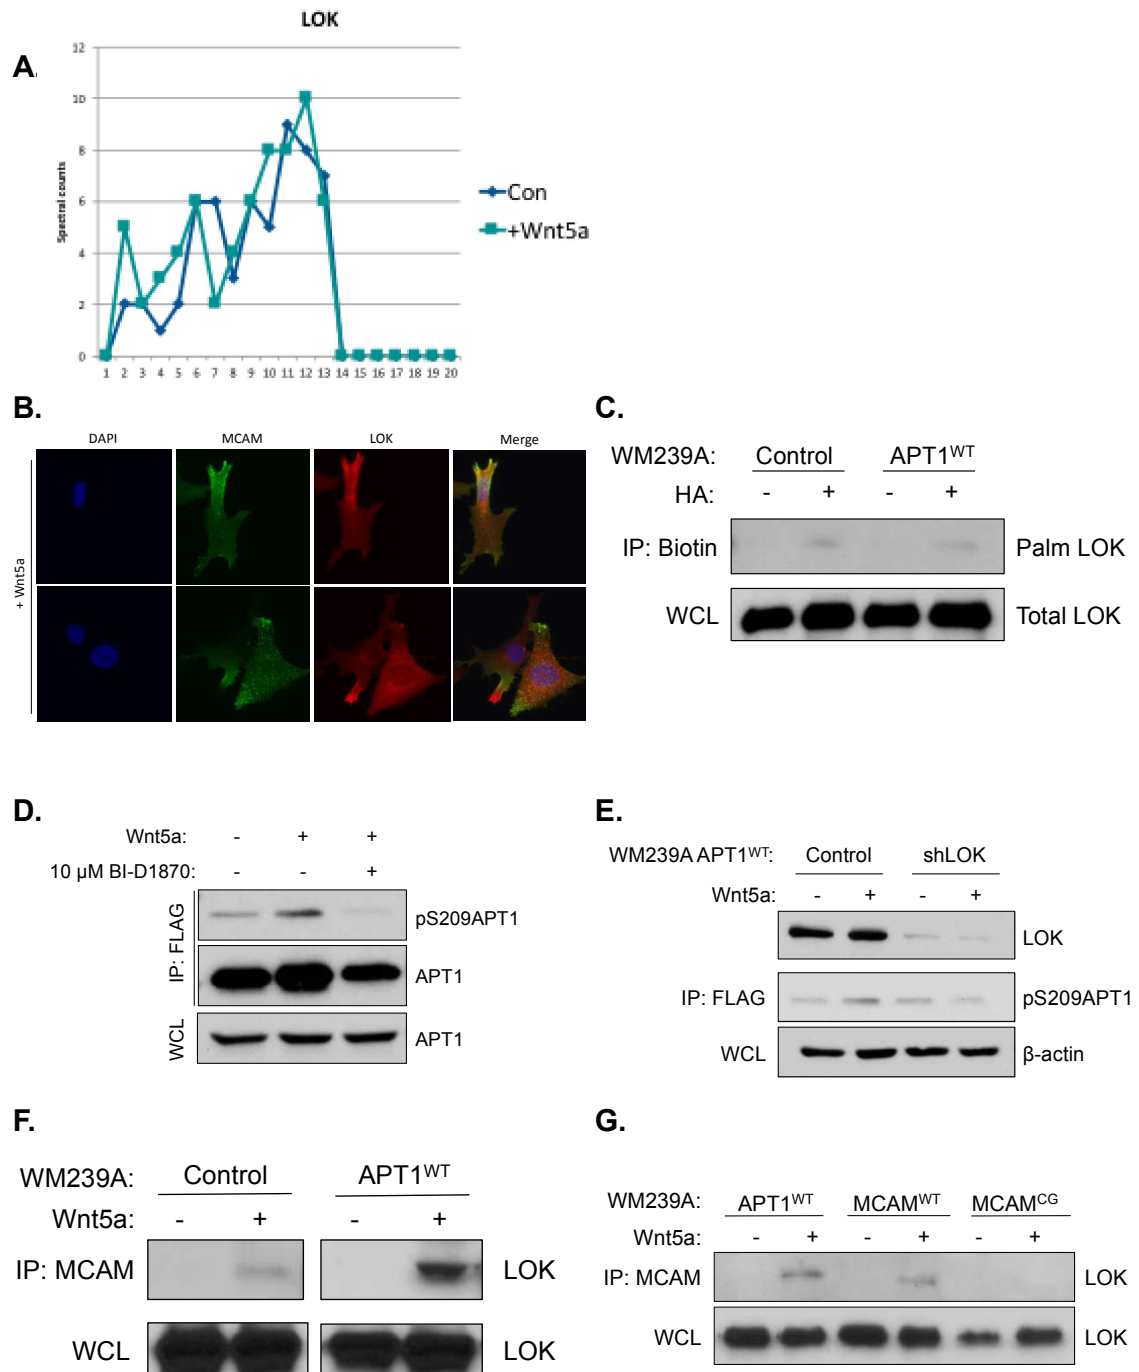 LOK
A.
12
10
8
6
4
2
0
Spectral counts
1 2 3 4 5 6 7 8 9 10 11 12 13 14 15 16 17 18 19 20
Con
+Wnt5a
B.
DAPI MCAM LOK Merge
+ Wnt5a
C.
WM239A: Control APT1WT
HA: - + - +
IP: Biotin Palm LOK
WCL Total LOK
D.
Wnt5a: - + +
10 µM BI-D1870: - - +
IP: FLAG
pS209APT1
APT1
WCL
APT1
E.
WM239A APT1WT: Control shLOK
Wnt5a: - + - +
LOK
IP: FLAG pS209APT1
WCL β-actin
F.
WM239A: Control APT1WT
Wnt5a: - + - +
IP: MCAM LOK
WCL LOK
G.
WM239A: APT1WT MCAMWT MCAMCG
Wnt5a: - + - + - +
IP: MCAM LOK
WCL LOK